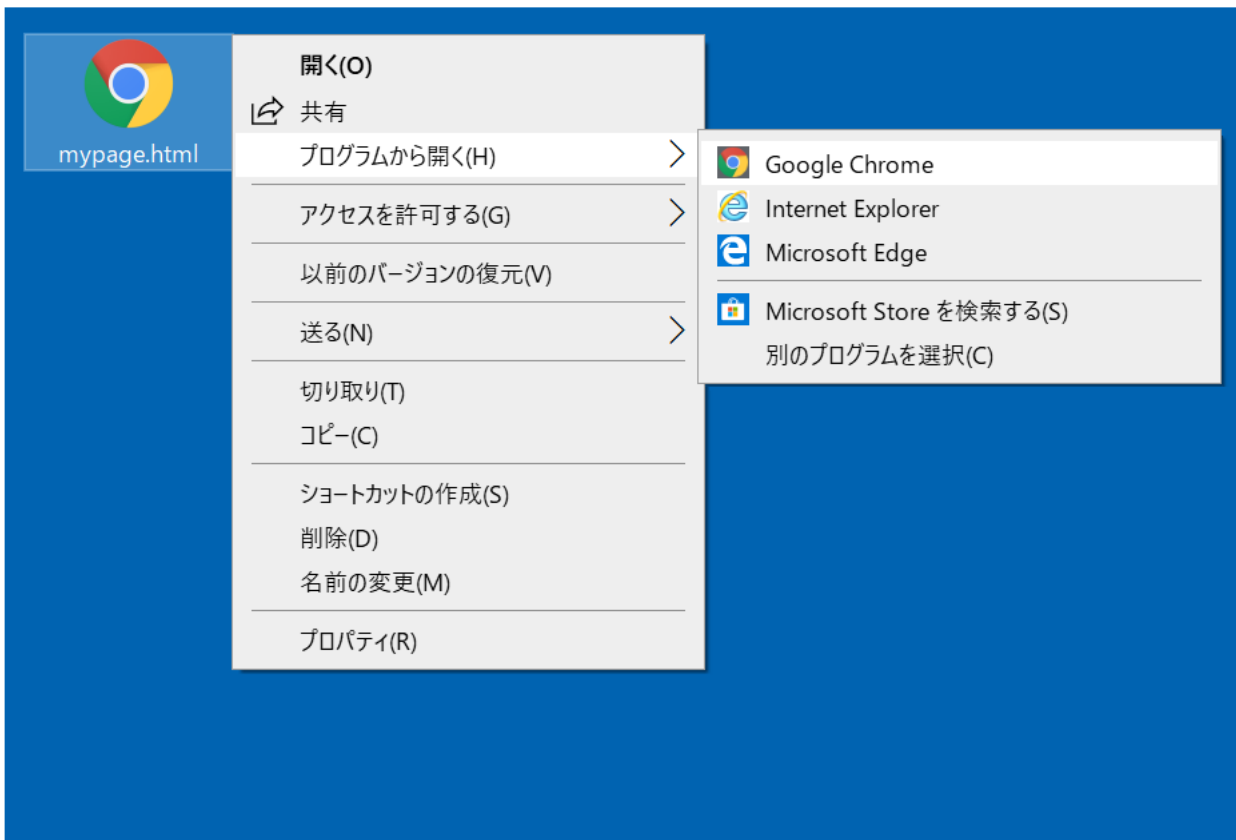 mypage.html
開く(O)
共有
プログラムから開く(H)
アクセスを許可する(G)
以前のバージョンの復元(V)
送る(N)
切り取り(T)
コピー(C)
ショートカットの作成(S)
削除(D)
名前の変更(M)
プロパティ(R)
Google Chrome
Internet Explorer
Microsoft Edge
Microsoft Store を検索する(S)
別のプログラムを選択(C)